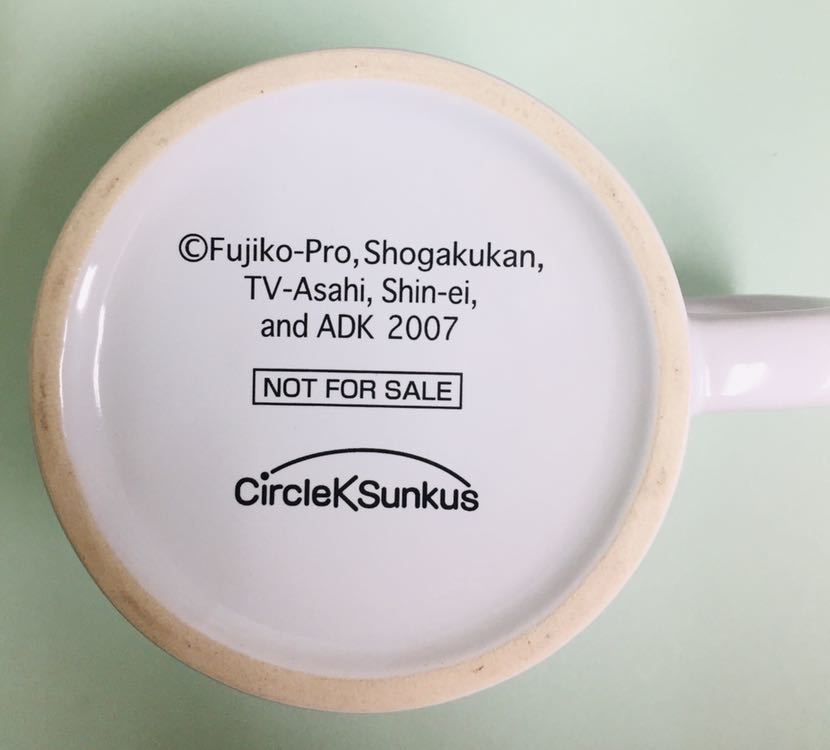 ©Fujiko-Pro, Shogakukan,
TV-Asahi, Shin-ei,
and ADK 2007
NOT FOR SALE
CircleKSunkus